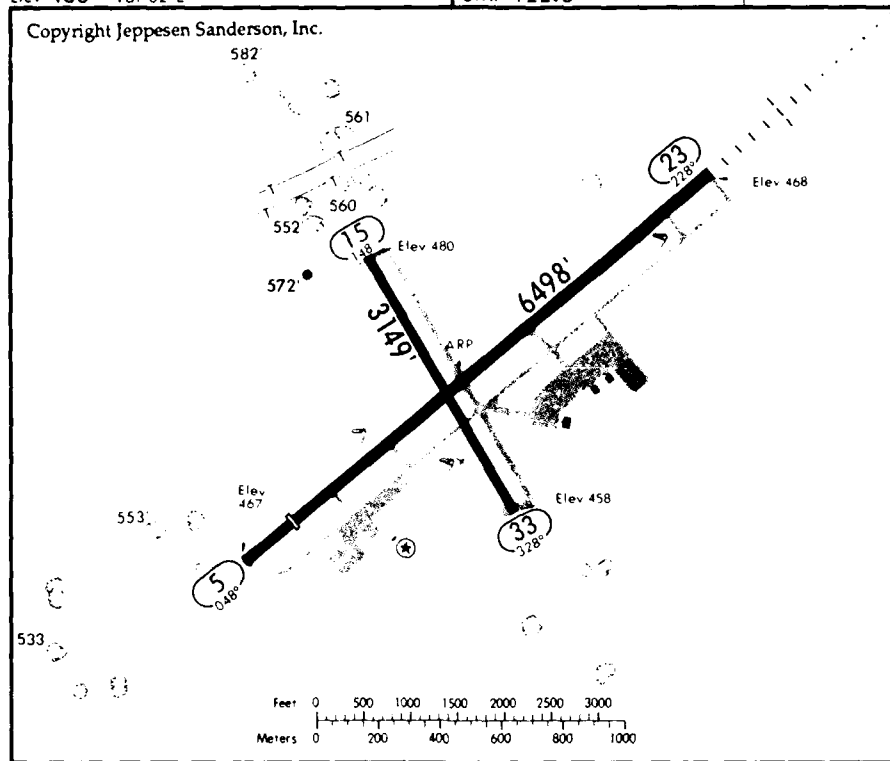 Copyright Jeppesen Sanderson, Inc.
582'
561
23
228°
Elev 468
560
552'
15
148
Elev 480
572'
6498'
3149'
ARP
Elev
467
Elev 458
553'
33
328°
5
048°
533
Feet 0 500 1000 1500 2000 2500 3000
Meters 0 200 400 600 800 1000